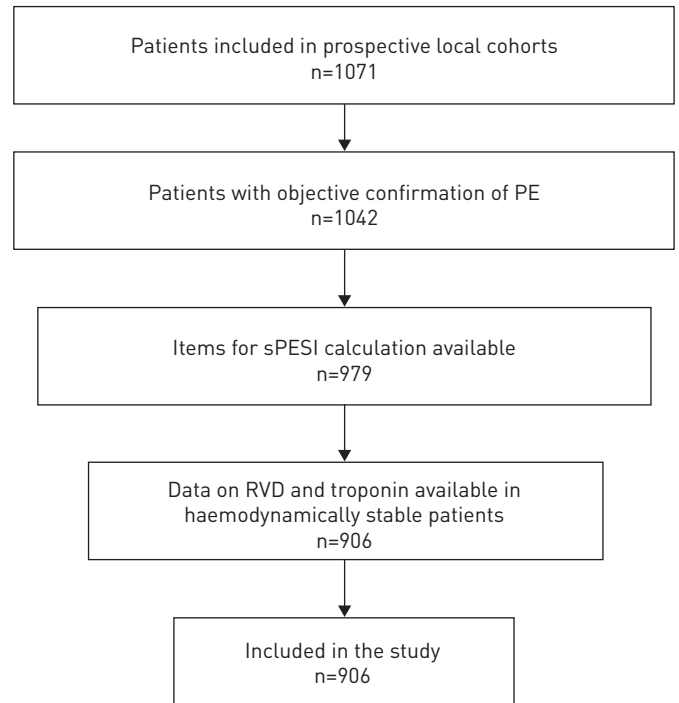 Patients included in prospective local cohorts
n=1071
Patients with objective confirmation of PE
n=1042
Items for sPESI calculation available
n=979
Data on RVD and troponin available in
haemodynamically stable patients
n=906
Included in the study
n=906